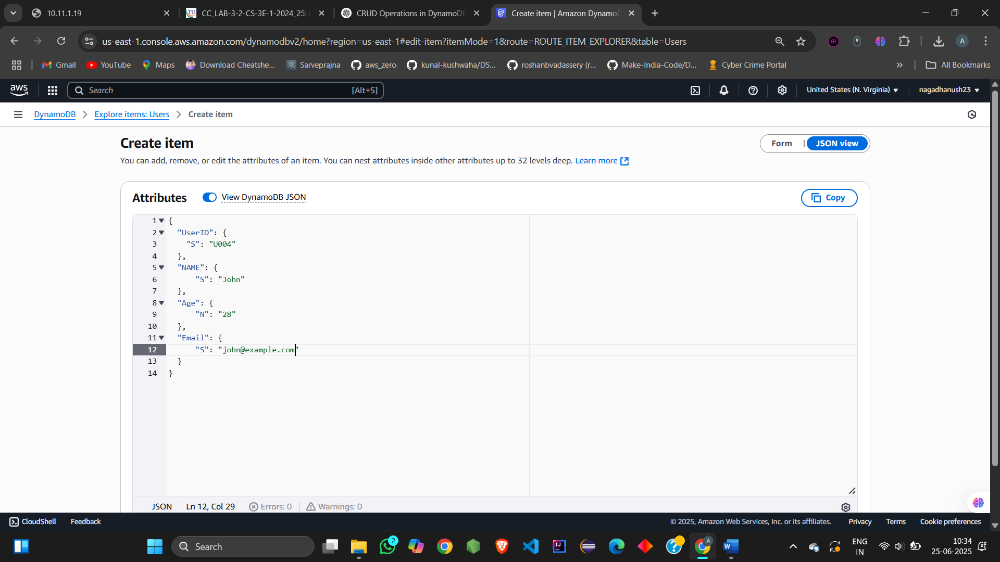 10.11.1.19
CC_LAB-3-2-CS-3E-1-2024_25:
CRUD Operations in DynamoDB
Create item | Amazon Dynamo
us-east-1.console.aws.amazon.com/dynamodbv2/home?region=us-east-1#edit-item?itemMode=1&route=ROUTE_ITEM_EXPLORER&table=Users
A
Gmail
YouTube
Maps
Download Cheatshe...
Sarveprajna
aws_zero
kunal-kushwaha/DS...
roshanbvadassery (r...
Make-India-Code/D...
Cyber Crime Portal
All Bookmarks
aws
Search
[Alt+S]
United States (N. Virginia)
nagadhanush23
DynamoDB
Explore items: Users
Create item
Create item
Form
JSON view
You can add, remove, or edit the attributes of an item. You can nest attributes inside other attributes up to 32 levels deep. Learn more
Attributes
View DynamoDB JSON
Copy
1 {
2 "UserID": {
3 "S": "U004"
4 },
5 "NAME": {
6 "S": "John"
7 },
8 "Age": {
9 "N": "28"
10 },
11 "Email": {
12 "S": "john@example.com"
13 }
14 }
JSON
Ln 12, Col 29
Errors: 0
Warnings: 0
CloudShell
Feedback
© 2025, Amazon Web Services, Inc. or its affiliates.
Privacy
Terms
Cookie preferences
Search
2
ENG
IN
10:34
25-06-2025